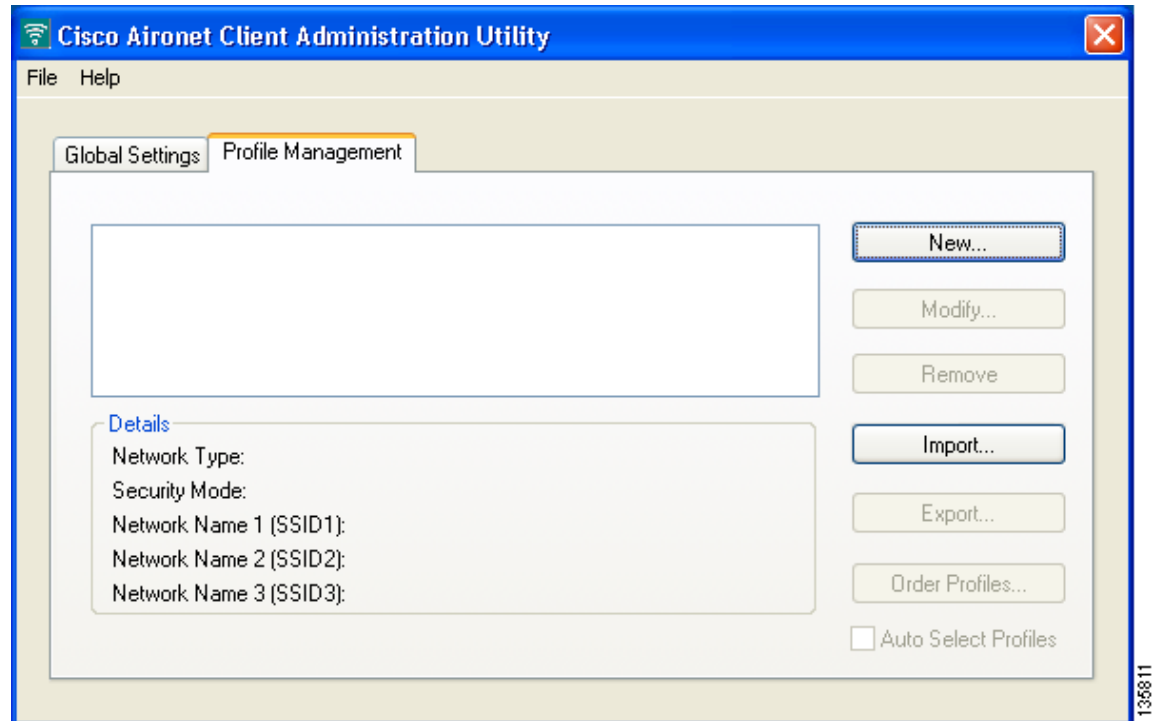 Cisco Aironet Client Administration Utility
File Help
Global Settings Profile Management
New...
Modify...
Remove
Details
Network Type:
Security Mode:
Network Name 1 (SSID1):
Network Name 2 (SSID2):
Network Name 3 (SSID3):
Import...
Export...
Order Profiles...
Auto Select Profiles
135811